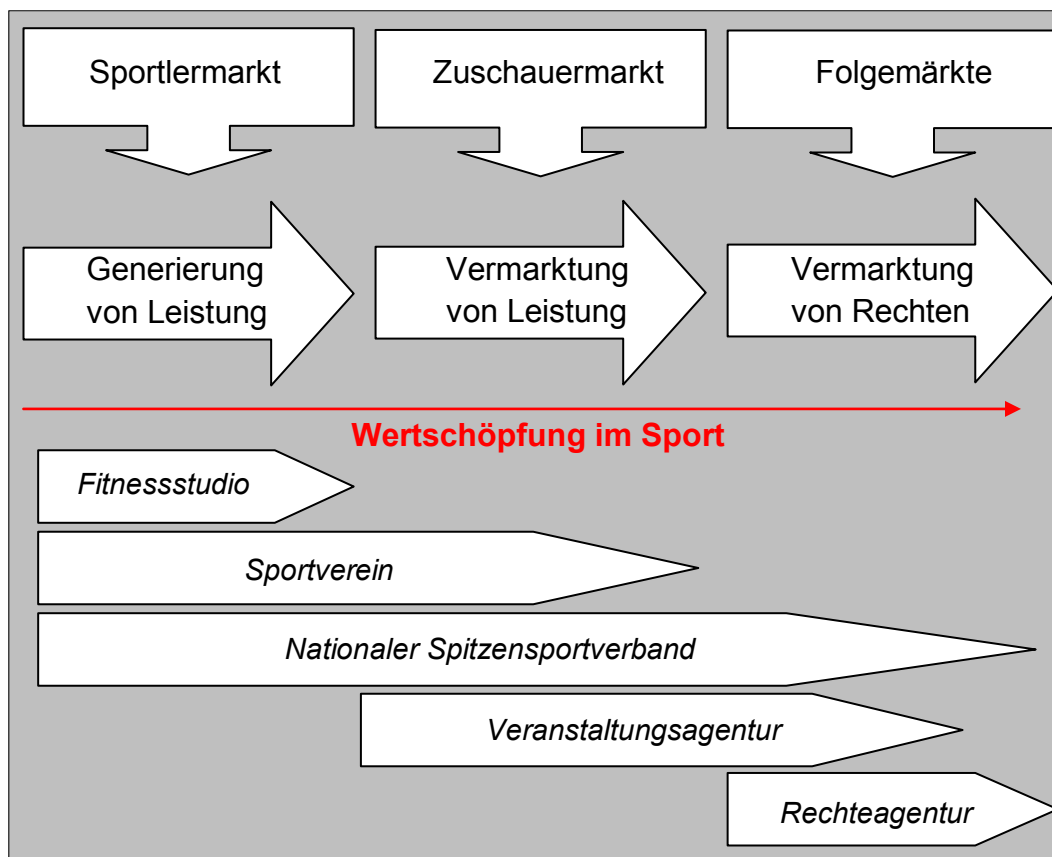 Sportlermarkt
Zuschauermarkt
Folgemärkte
Generierung
von Leistung
Vermarktung
von Leistung
Vermarktung
von Rechten
Wertschöpfung im Sport
Fitnessstudio
Sportverein
Nationaler Spitzensportverband
Veranstaltungsagentur
Rechteagentur